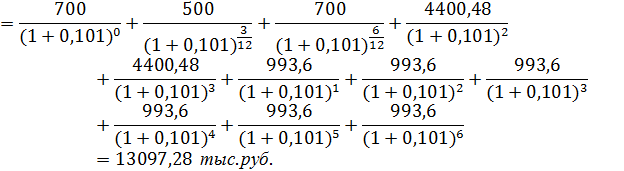 = 700/(1 + 0,101)^0 + 500/(1 + 0,101)^(3/12) + 700/(1 + 0,101)^(6/12) + 4400,48/(1 + 0,101)^2
+ 4400,48/(1 + 0,101)^3 + 993,6/(1 + 0,101)^1 + 993,6/(1 + 0,101)^2 + 993,6/(1 + 0,101)^3
+ 993,6/(1 + 0,101)^4 + 993,6/(1 + 0,101)^5 + 993,6/(1 + 0,101)^6
= 13097,28 тыс.руб.